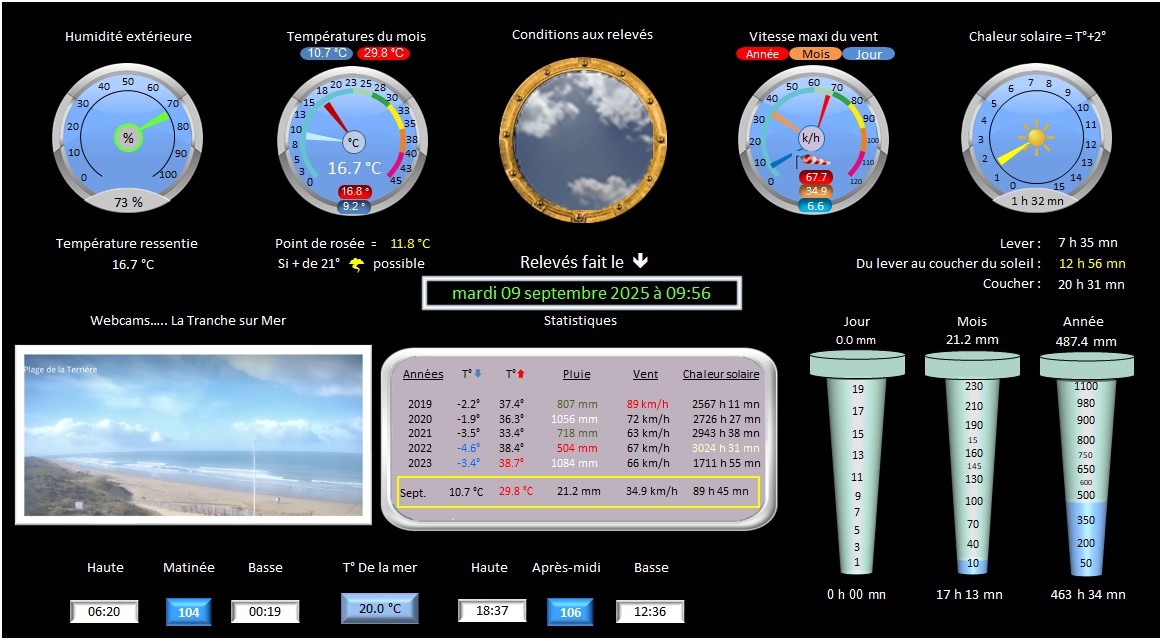 Humidité extérieure
0 10 20 30 40 50 60 70 80 90 100
%
73 %
Températures du mois
10.7 °C 29.8 °C
0 3 5 8 10 13 15 18 20 23 25 28 30 33 35 38 40 43 45
°C
16.7 °C
16.8 °
9.2 °
Conditions aux relevés
Vitesse maxi du vent
Année Mois Jour
0 10 20 30 40 50 60 70 80 90 100 110 120
k/h
67.7
34.9
6.6
Chaleur solaire = T°+2°
0 1 2 3 4 5 6 7 8 9 10 11 12 13 14 15
1 h 32 mn
Température ressentie
16.7 °C
Point de rosée = 11.8 °C
Si + de 21° possible
Relevés fait le
mardi 09 septembre 2025 à 09:56
Lever : 7 h 35 mn
Du lever au coucher du soleil : 12 h 56 mn
Coucher : 20 h 31 mn
Webcams..... La Tranche sur Mer
Plage de la Terrière
Statistiques
Années T° T° Pluie Vent Chaleur solaire
2019 -2.2° 37.4° 807 mm 89 km/h 2567 h 11 mn
2020 -1.9° 36.3° 1056 mm 72 km/h 2726 h 27 mn
2021 -3.5° 33.4° 718 mm 63 km/h 2943 h 38 mn
2022 -4.6° 38.4° 504 mm 67 km/h 3024 h 31 mn
2023 -3.4° 38.7° 1084 mm 66 km/h 1711 h 55 mn
Sept. 10.7 °C 29.8 °C 21.2 mm 34.9 km/h 89 h 45 mn
Jour
0.0 mm
19
17
15
13
11
9
7
5
3
1
0 h 00 mn
Mois
21.2 mm
230
210
190
15
160
145
130
100
70
40
10
17 h 13 mn
Année
487.4 mm
1100
980
900
800
750
650
600
500
350
200
50
463 h 34 mn
Haute Matinée Basse
06:20 104 00:19
T° De la mer
20.0 °C
Haute Après-midi Basse
18:37 106 12:36